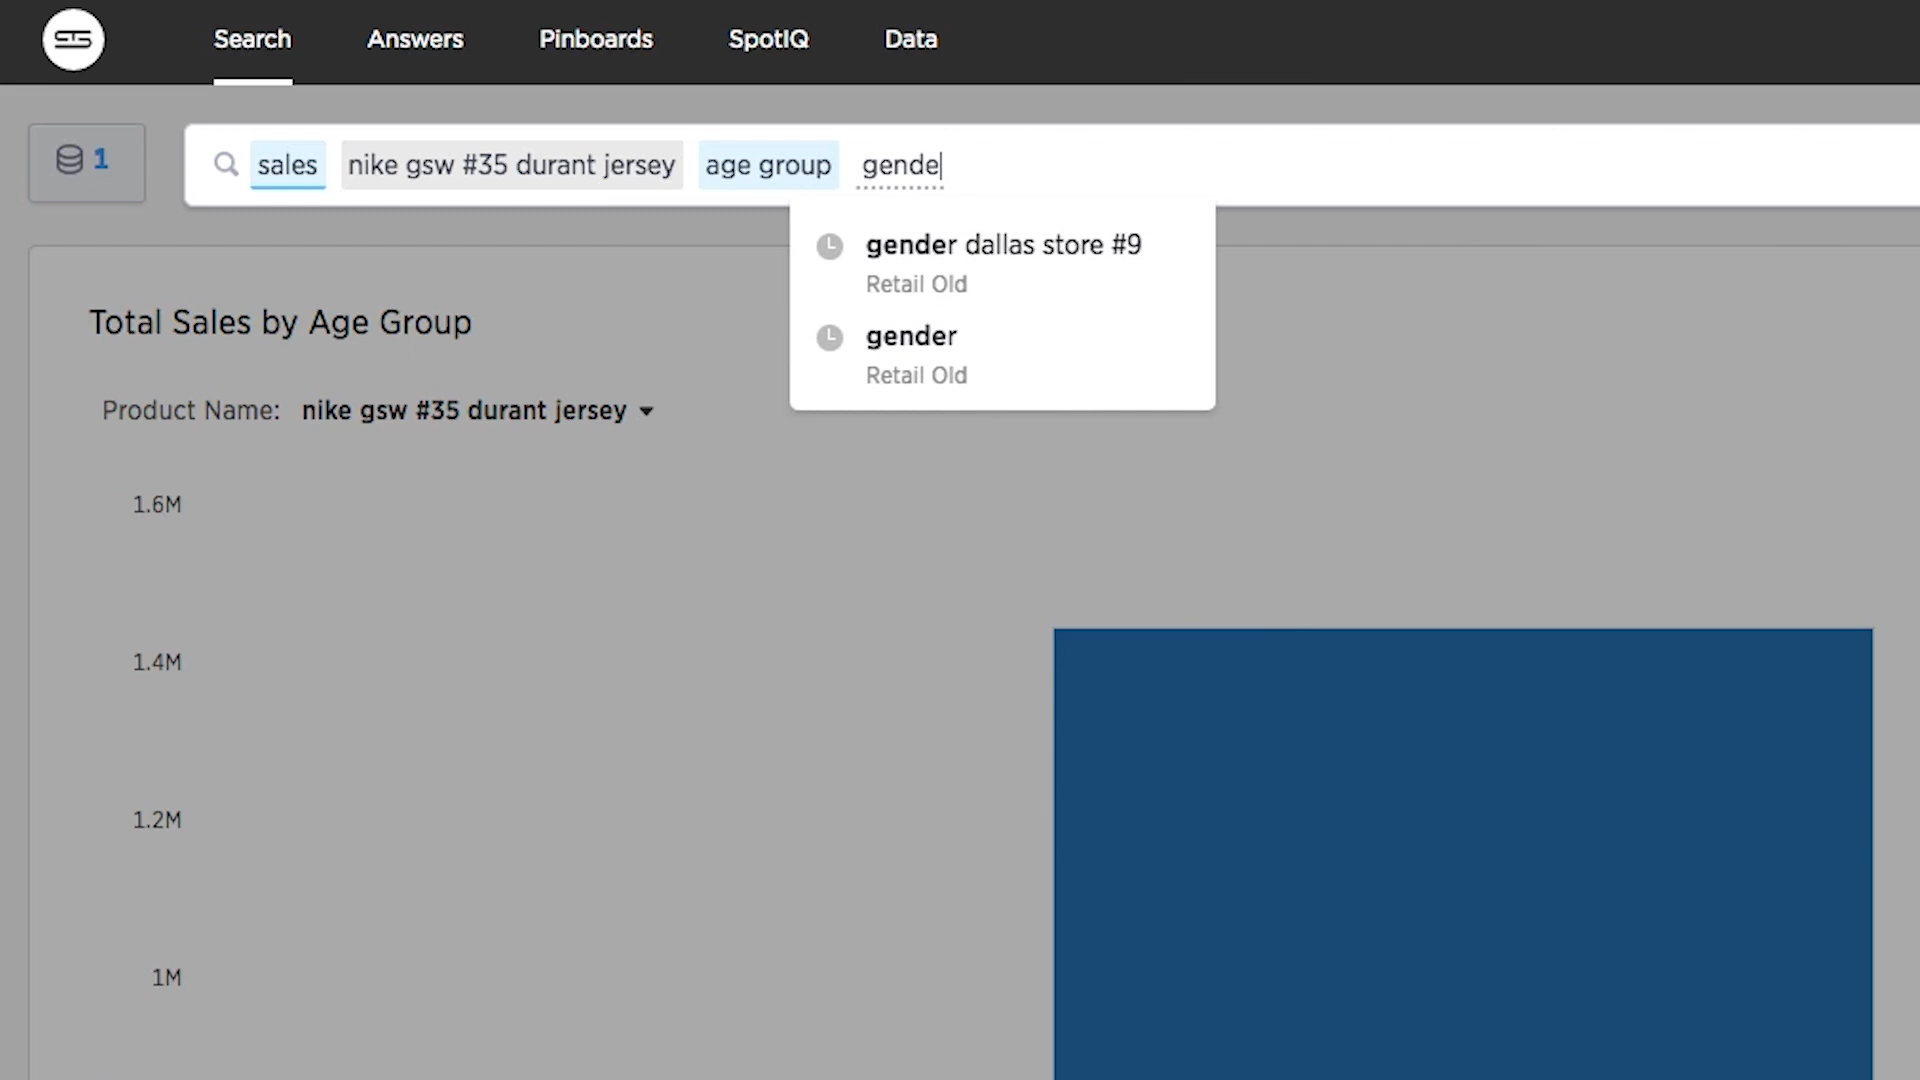 Search Answers Pinboards SpotIQ Data
1
sales nike gsw #35 durant jersey age group gende
gender dallas store #9
Retail Old
gender
Retail Old
Total Sales by Age Group
Product Name: nike gsw #35 durant jersey
1.6M
1.4M
1.2M
1M